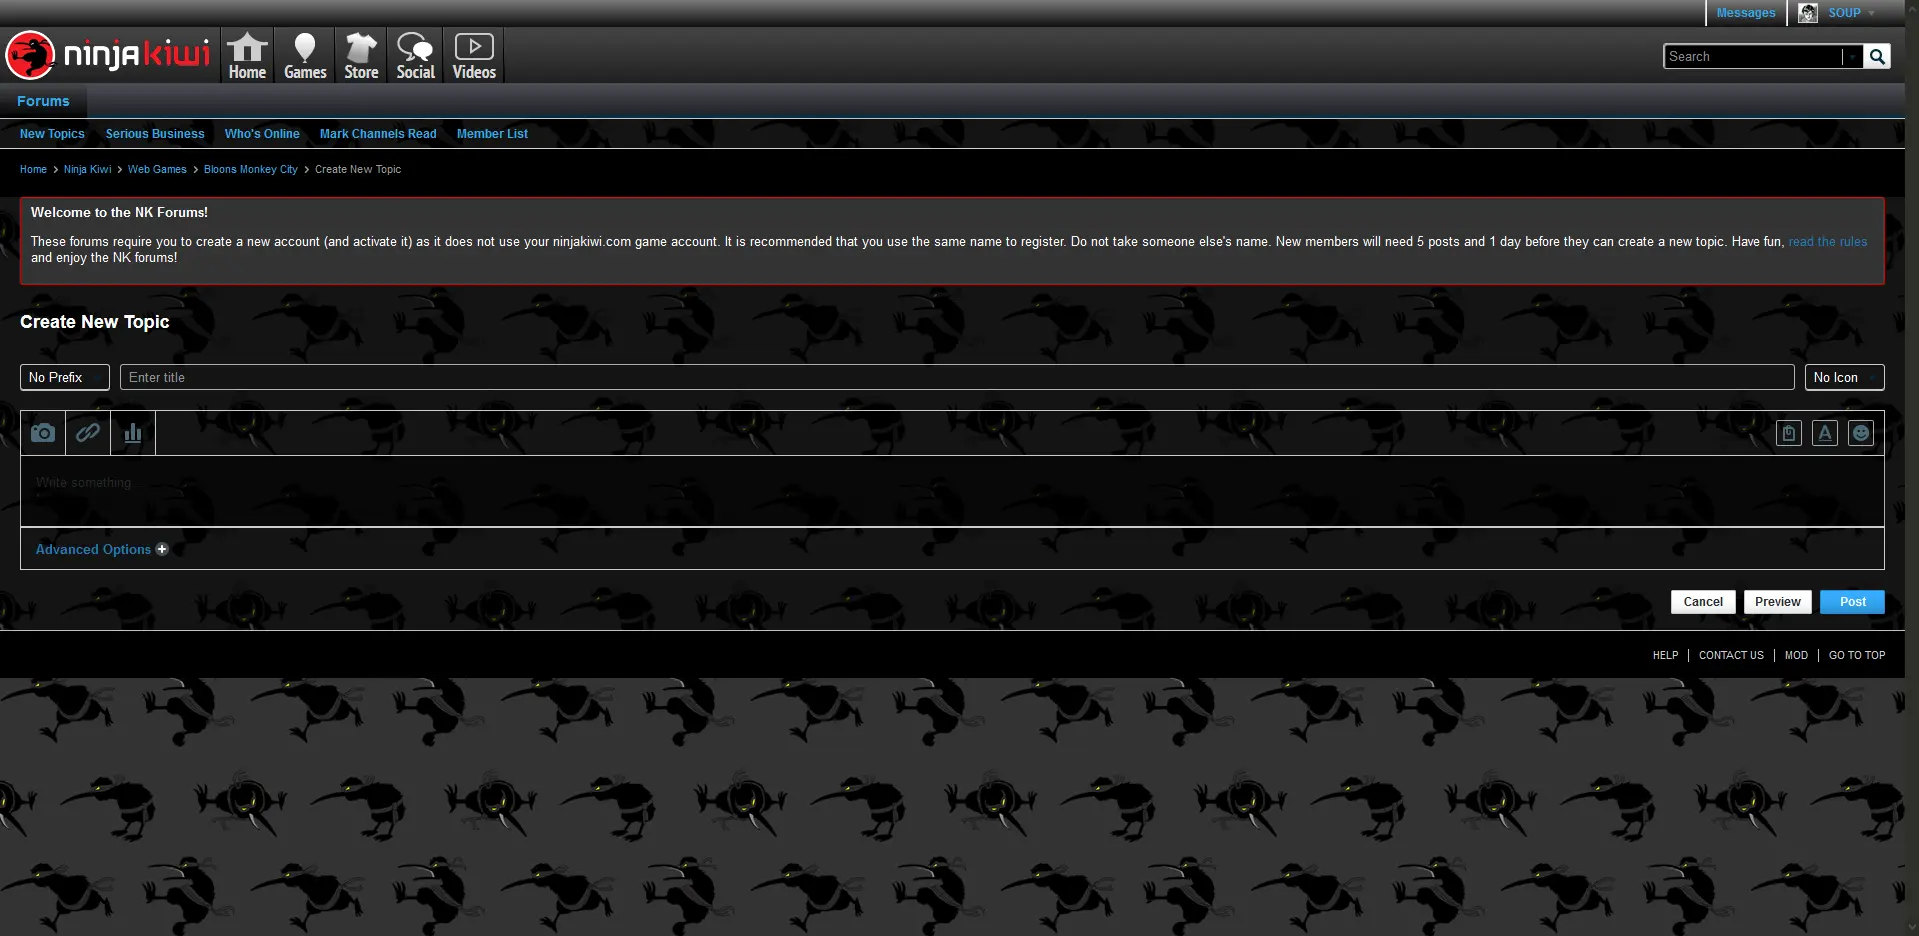 Messages
SOUP
ninjakiwi
Home
Games
Store
Social
Videos
Search
Forums
New Topics
Serious Business
Who's Online
Mark Channels Read
Member List
Home > Ninja Kiwi > Web Games > Bloons Monkey City > Create New Topic
Welcome to the NK Forums!
These forums require you to create a new account (and activate it) as it does not use your ninjakiwi.com game account. It is recommended that you use the same name to register. Do not take someone else's name. New members will need 5 posts and 1 day before they can create a new topic. Have fun, read the rules
and enjoy the NK forums!
Create New Topic
No Prefix
Enter title
No Icon
A
Write something...
Advanced Options
Cancel
Preview
Post
HELP
CONTACT US
MOD
GO TO TOP